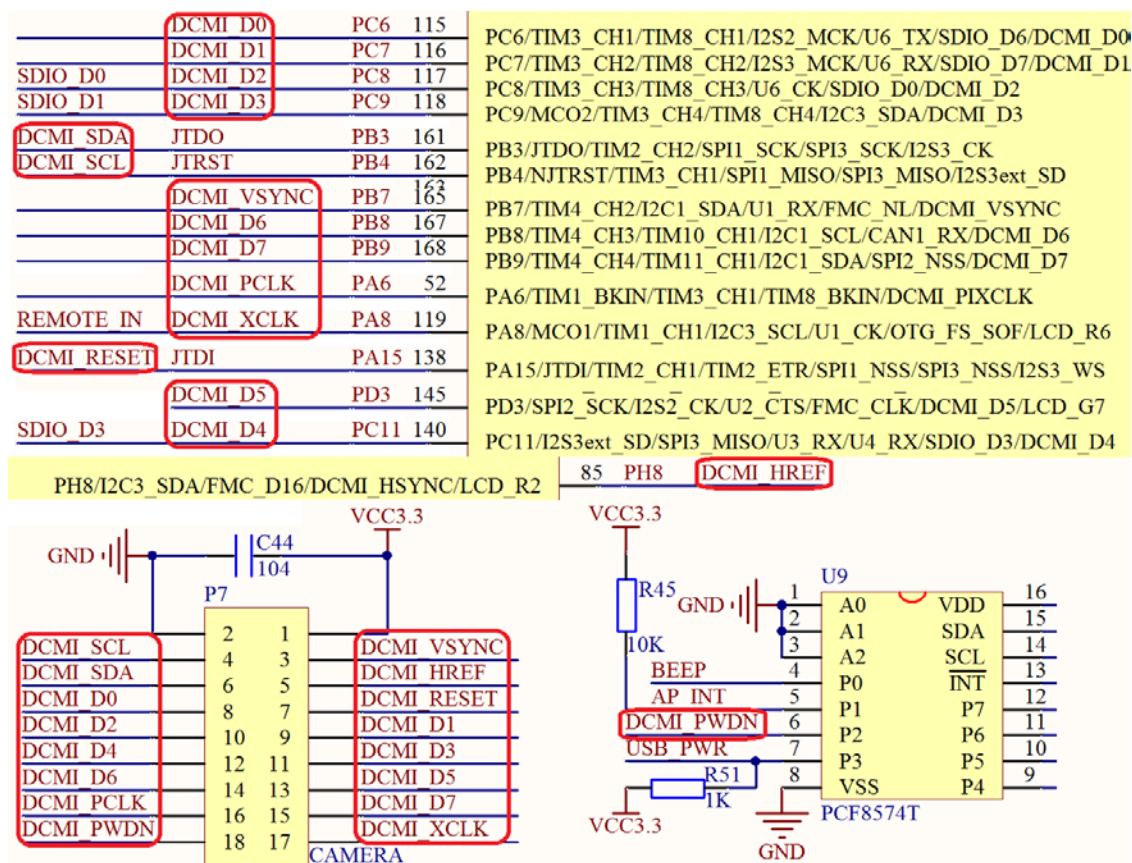 DCMI_D0 PC6 115 PC6/TIM3_CH1/TIM8_CH1/I2S2_MCK/U6_TX/SDIO_D6/DCMI_D0
DCMI_D1 PC7 116 PC7/TIM3_CH2/TIM8_CH2/I2S3_MCK/U6_RX/SDIO_D7/DCMI_D1
SDIO_D0 DCMI_D2 PC8 117 PC8/TIM3_CH3/TIM8_CH3/U6_CK/SDIO_D0/DCMI_D2
SDIO_D1 DCMI_D3 PC9 118 PC9/MCO2/TIM3_CH4/TIM8_CH4/I2C3_SDA/DCMI_D3
DCMI_SDA JTDO PB3 161 PB3/JTDO/TIM2_CH2/SPI1_SCK/SPI3_SCK/I2S3_CK
DCMI_SCL JTRST PB4 162 PB4/NJTRST/TIM3_CH1/SPI1_MISO/SPI3_MISO/I2S3ext_SD
DCMI_VSYNC PB7 165 PB7/TIM4_CH2/I2C1_SDA/U1_RX/FMC_NL/DCMI_VSYNC
DCMI_D6 PB8 167 PB8/TIM4_CH3/TIM10_CH1/I2C1_SCL/CAN1_RX/DCMI_D6
DCMI_D7 PB9 168 PB9/TIM4_CH4/TIM11_CH1/I2C1_SDA/SPI2_NSS/DCMI_D7
DCMI_PCLK PA6 52 PA6/TIM1_BKIN/TIM3_CH1/TIM8_BKIN/DCMI_PIXCLK
REMOTE_IN DCMI_XCLK PA8 119 PA8/MCO1/TIM1_CH1/I2C3_SCL/U1_CK/OTG_FS_SOF/LCD_R6
DCMI_RESET JTDI PA15 138 PA15/JTDI/TIM2_CH1/TIM2_ETR/SPI1_NSS/SPI3_NSS/I2S3_WS
DCMI_D5 PD3 145 PD3/SPI2_SCK/I2S2_CK/U2_CTS/FMC_CLK/DCMI_D5/LCD_G7
SDIO_D3 DCMI_D4 PC11 140 PC11/I2S3ext_SD/SPI3_MISO/U3_RX/U4_RX/SDIO_D3/DCMI_D4
PH8/I2C3_SDA/FMC_D16/DCMI_HSYNC/LCD_R2 85 PH8 DCMI_HREF
VCC3.3
GND C44
104
P7
2 1
DCMI_SCL 4 3 DCMI_VSYNC
DCMI_SDA 6 5 DCMI_HREF
DCMI_D0 8 7 DCMI_RESET
DCMI_D2 10 9 DCMI_D1
DCMI_D4 12 11 DCMI_D3
DCMI_D6 14 13 DCMI_D5
DCMI_PCLK 16 15 DCMI_D7
DCMI_PWDN 18 17 DCMI_XCLK
CAMERA
VCC3.3
R45
10K
U9
GND 1 A0 VDD 16
2 A1 SDA 15
3 A2 SCL 14
BEEP 4 P0 INT 13
AP_INT 5 P1 P7 12
DCMI_PWDN 6 P2 P6 11
USB_PWR 7 P3 P5 10
8 VSS P4 9
R51
1K
VCC3.3
PCF8574T
GND